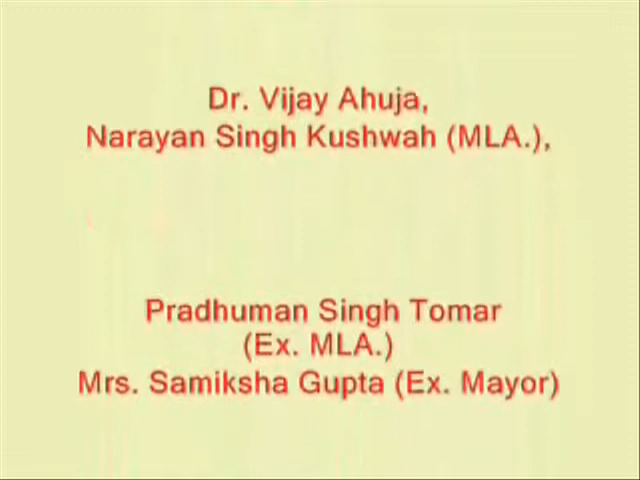 Dr. Vijay Ahuja,
Narayan Singh Kushwah (MLA.),
Pradhuman Singh Tomar
(Ex. MLA.)
Mrs. Samiksha Gupta (Ex. Mayor)